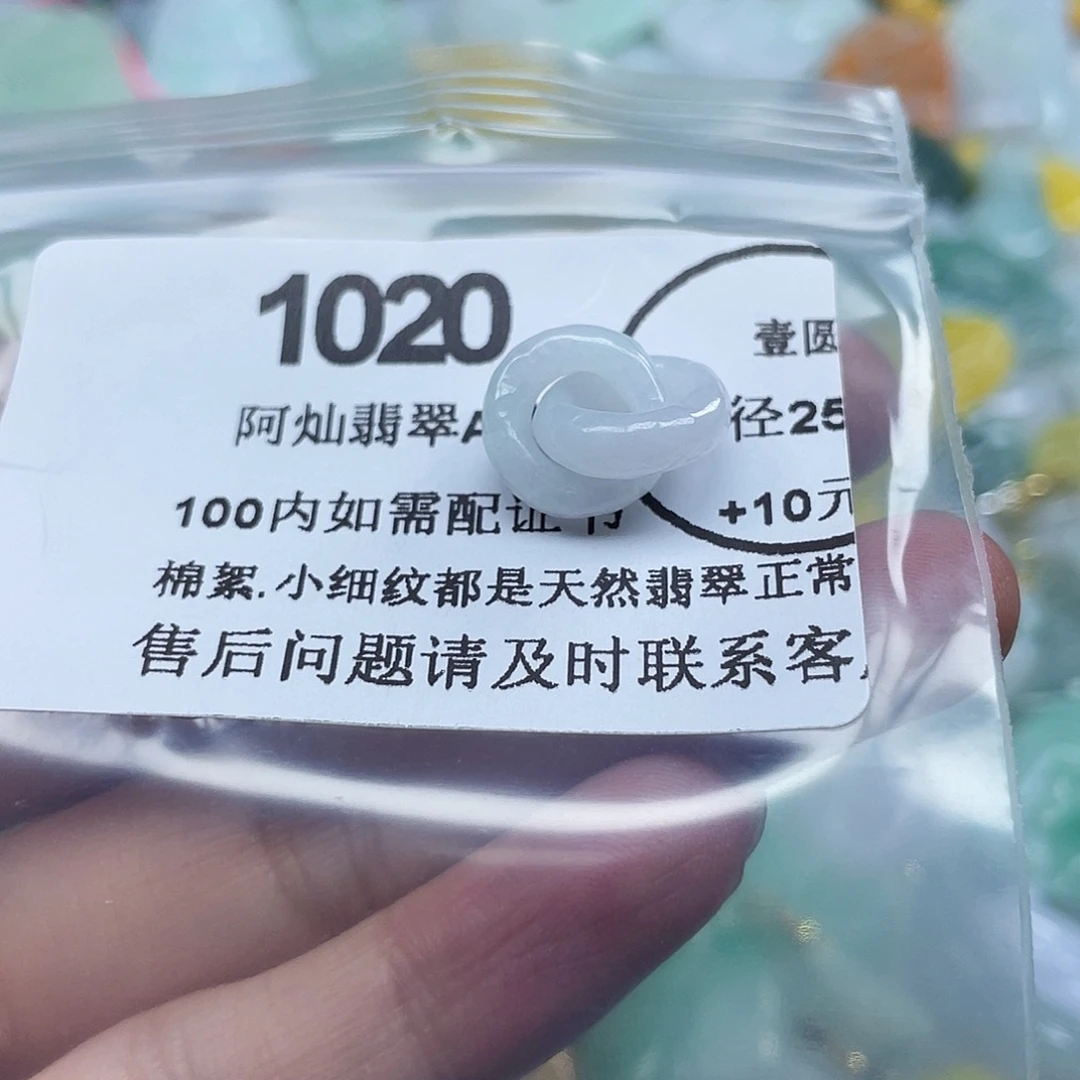 1020
壹圆
阿灿翡翠A 径25
100内如需配证书 +10元
棉絮.小细纹都是天然翡翠正常
售后问题请及时联系客